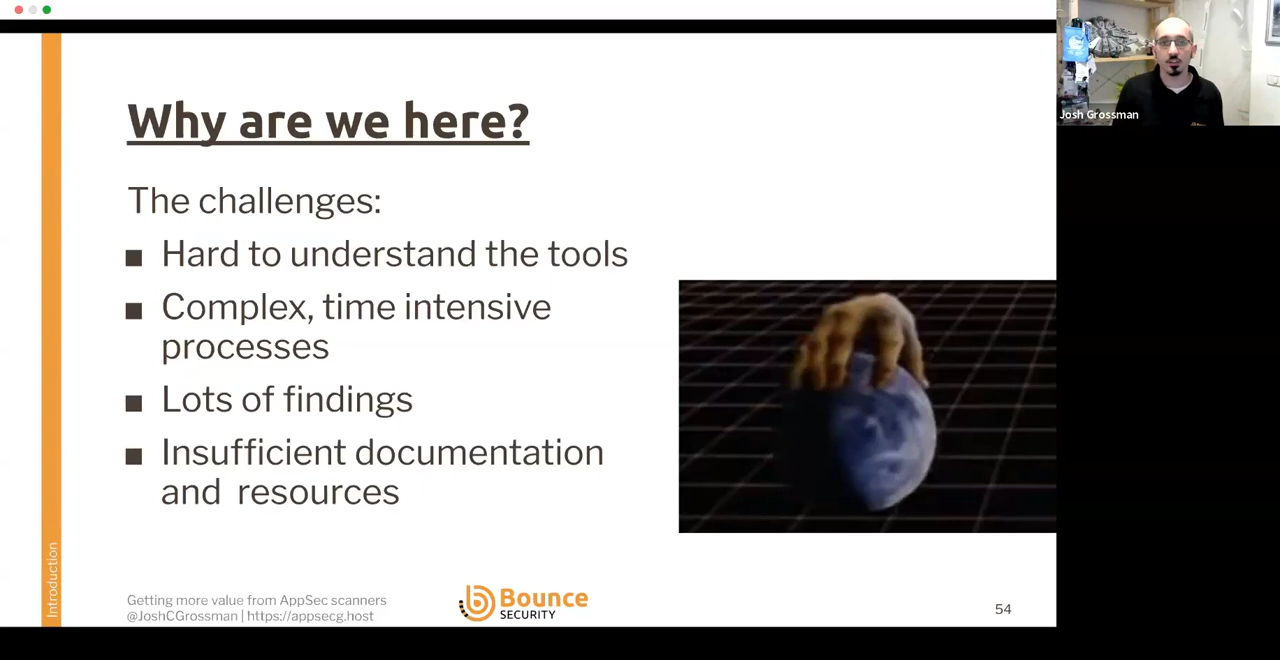 Why are we here?
The challenges:
■ Hard to understand the tools
■ Complex, time intensive
processes
■ Lots of findings
■ Insufficient documentation
and resources
Introduction
Getting more value from AppSec scanners
@JoshCGrossman | https://appsecg.host
Bounce
SECURITY
54
Josh Grossman